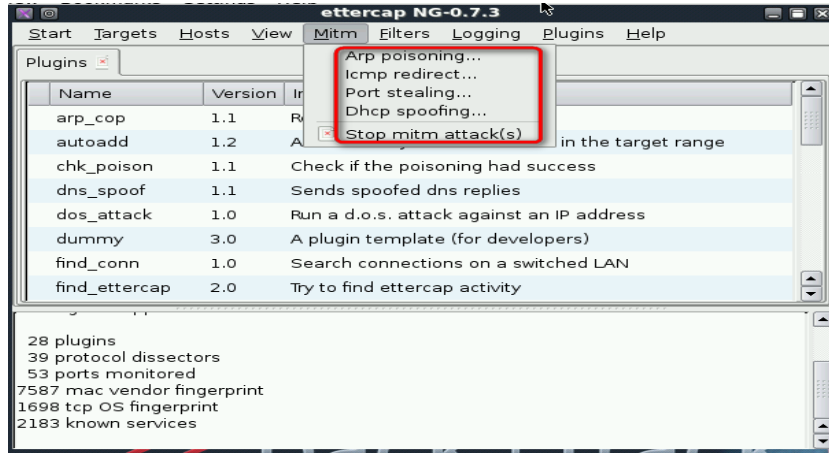 ettercap NG-0.7.3
Start Targets Hosts View Mitm Filters Logging Plugins Help
Arp poisoning...
Icmp redirect...
Port stealing...
Dhcp spoofing...
Stop mitm attack(s)
Plugins
Name Version
arp_cop 1.1
autoadd 1.2 A in the target range
chk_poison 1.1 Check if the poisoning had success
dns_spoof 1.1 Sends spoofed dns replies
dos_attack 1.0 Run a d.o.s. attack against an IP address
dummy 3.0 A plugin template (for developers)
find_conn 1.0 Search connections on a switched LAN
find_ettercap 2.0 Try to find ettercap activity
28 plugins
39 protocol dissectors
53 ports monitored
7587 mac vendor fingerprint
1698 tcp OS fingerprint
2183 known services